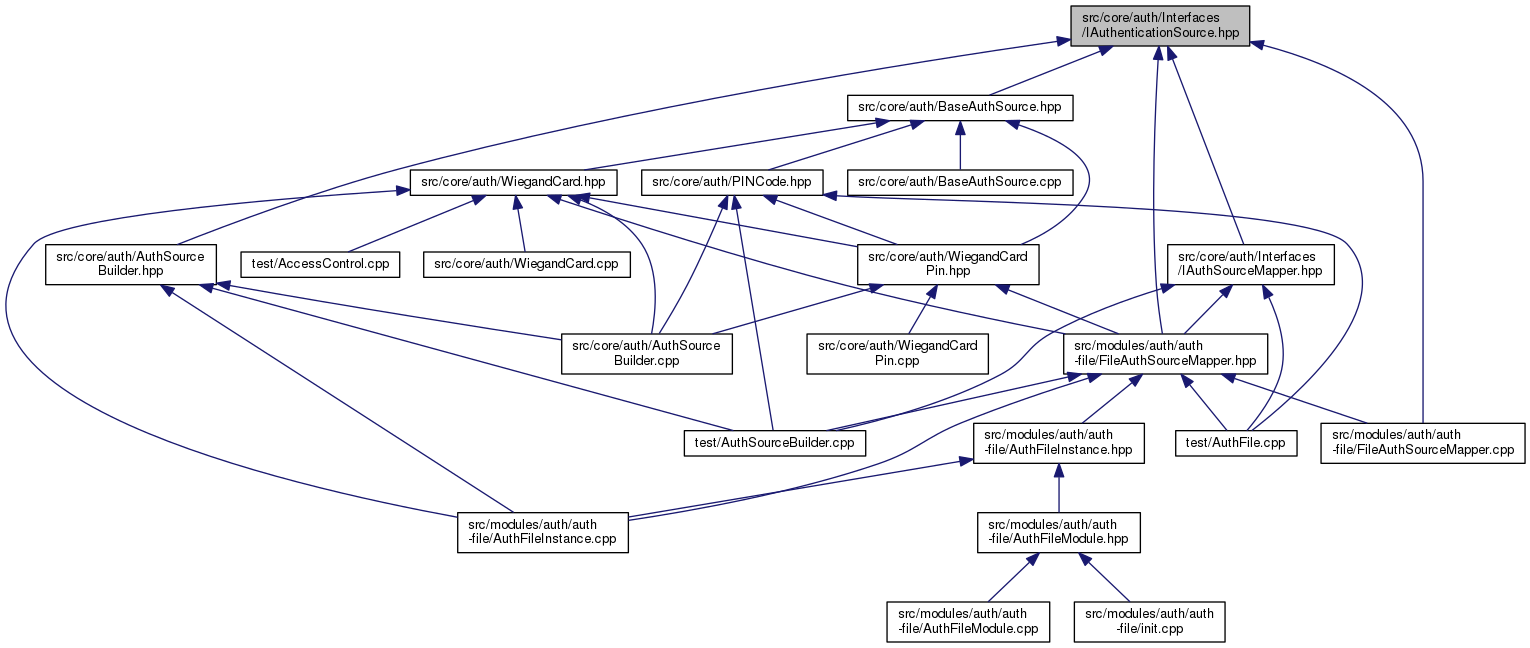 src/core/auth/Interfaces
/IAuthenticationSource.hpp
src/core/auth/BaseAuthSource.hpp
src/core/auth/WiegandCard.hpp
src/core/auth/PINCode.hpp
src/core/auth/BaseAuthSource.cpp
src/core/auth/AuthSource
Builder.hpp
test/AccessControl.cpp
src/core/auth/WiegandCard.cpp
src/core/auth/WiegandCard
Pin.hpp
src/core/auth/Interfaces
/IAuthSourceMapper.hpp
src/core/auth/AuthSource
Builder.cpp
src/core/auth/WiegandCard
Pin.cpp
src/modules/auth/auth
-file/FileAuthSourceMapper.hpp
test/AuthSourceBuilder.cpp
src/modules/auth/auth
-file/AuthFileInstance.hpp
test/AuthFile.cpp
src/modules/auth/auth
-file/FileAuthSourceMapper.cpp
src/modules/auth/auth
-file/AuthFileInstance.cpp
src/modules/auth/auth
-file/AuthFileModule.hpp
src/modules/auth/auth
-file/AuthFileModule.cpp
src/modules/auth/auth
-file/init.cpp